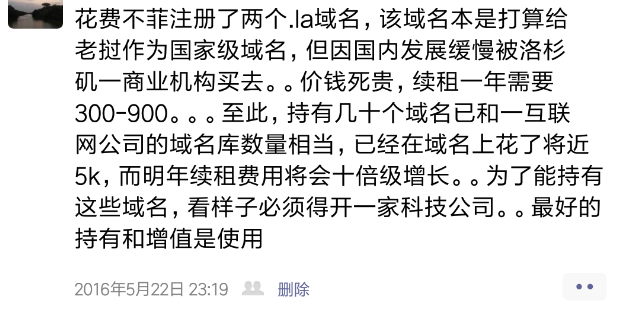 花费不菲注册了两个.la域名，该域名本是打算给
老挝作为国家级域名，但因国内发展缓慢被洛杉
矶一商业机构买去。。价钱死贵，续租一年需要
300-900。。。至此，持有几十个域名已和一互联
网公司的域名库数量相当，已经在域名上花了将近
5k，而明年续租费用将会十倍级增长。。为了能持有
这些域名，看样子必须得开一家科技公司。。最好的
持有和增值是使用
2016年5月22日 23:19 删除